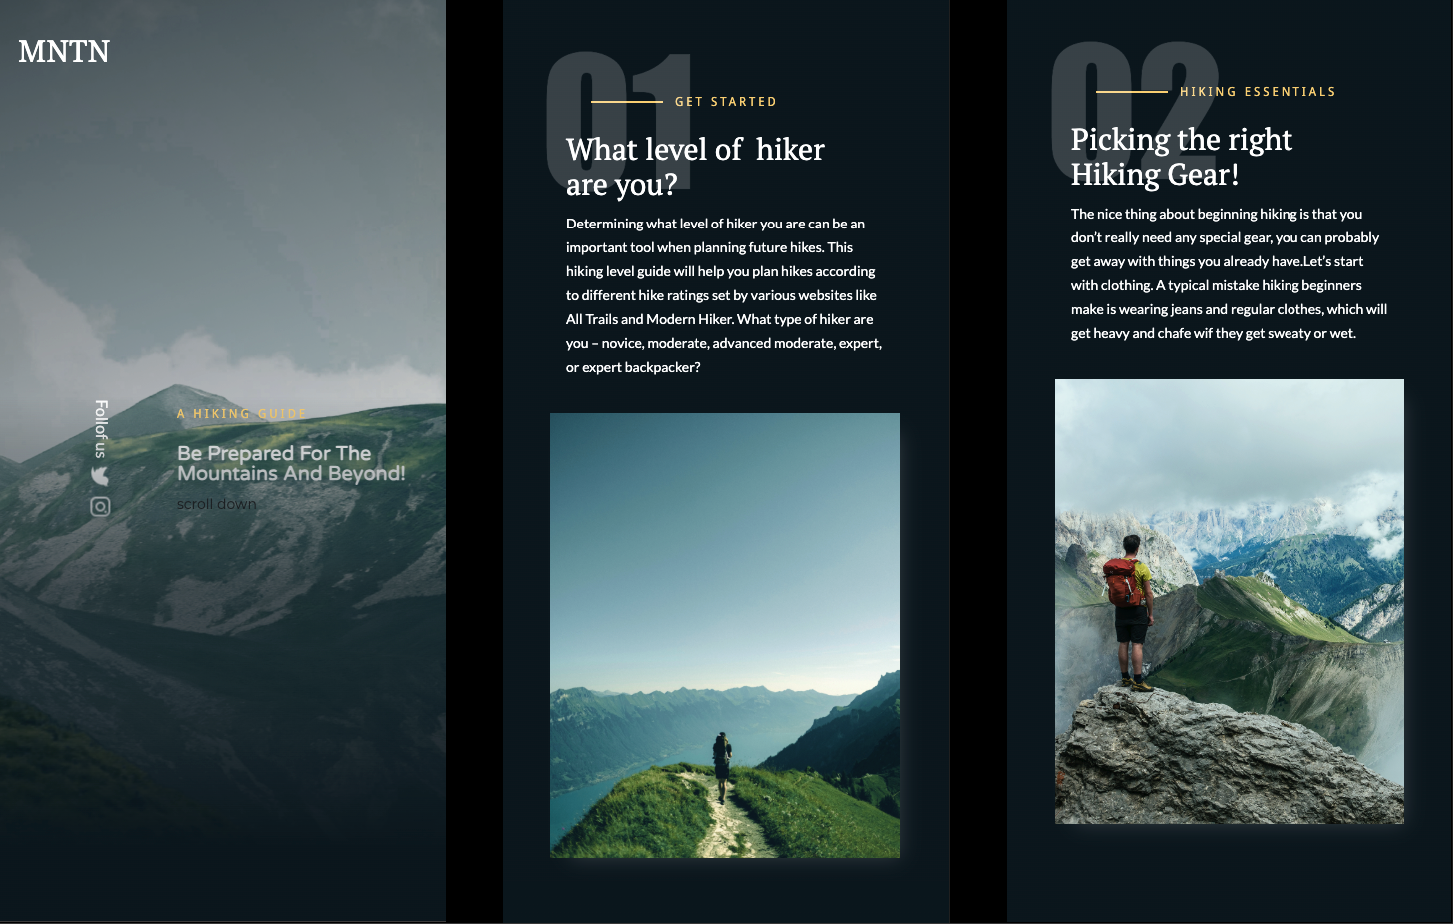 MNTN
Follof us
A HIKING GUIDE
Be Prepared For The
Mountains And Beyond!
scroll down
01
GET STARTED
What level of hiker
are you?
Determining what level of hiker you are can be an
important tool when planning future hikes. This
hiking level guide will help you plan hikes according
to different hike ratings set by various websites like
All Trails and Modern Hiker. What type of hiker are
you – novice, moderate, advanced moderate, expert,
or expert backpacker?
02
HIKING ESSENTIALS
Picking the right
Hiking Gear!
The nice thing about beginning hiking is that you
don’t really need any special gear, you can probably
get away with things you already have.Let’s start
with clothing. A typical mistake hiking beginners
make is wearing jeans and regular clothes, which will
get heavy and chafe wif they get sweaty or wet.